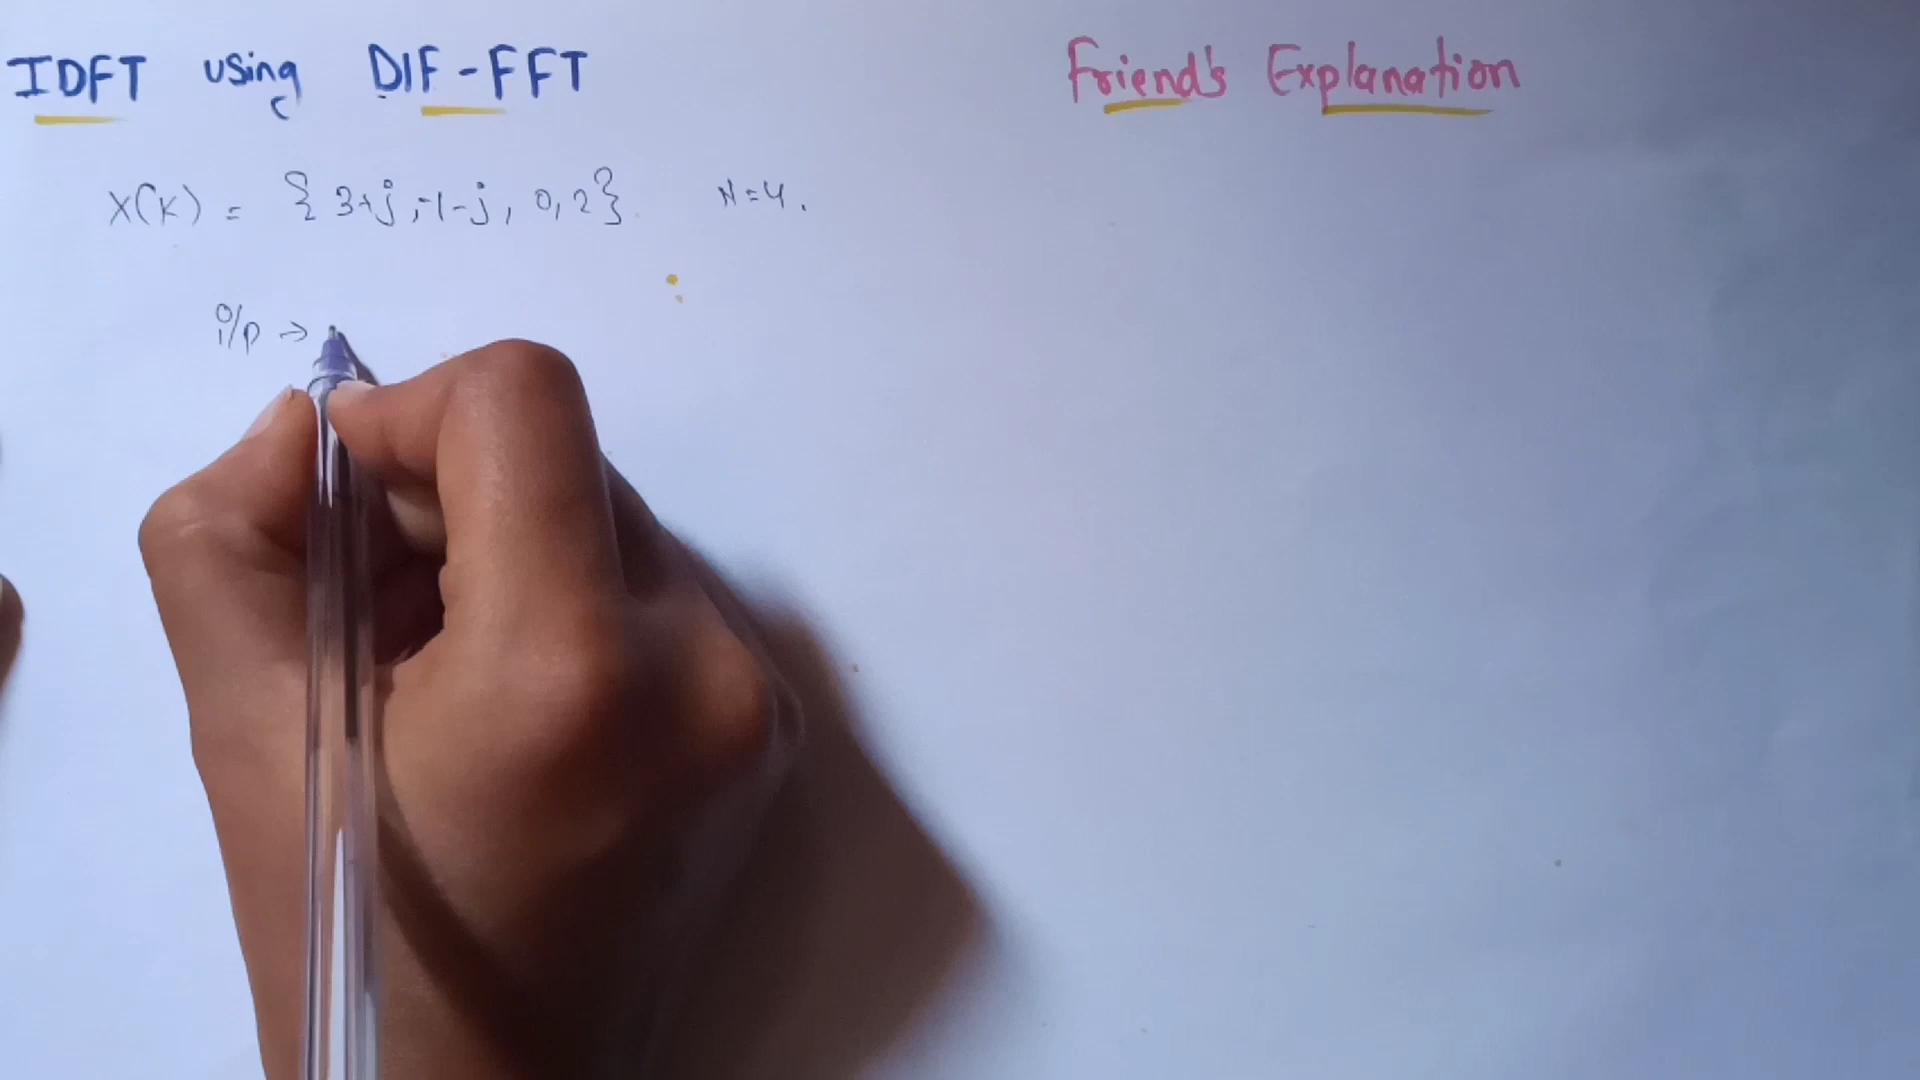 IDFT using DIF-FFT
Friend's Explanation
X(K) = { 3+j, -1-j, 0, 2 } N=4.
i/p →